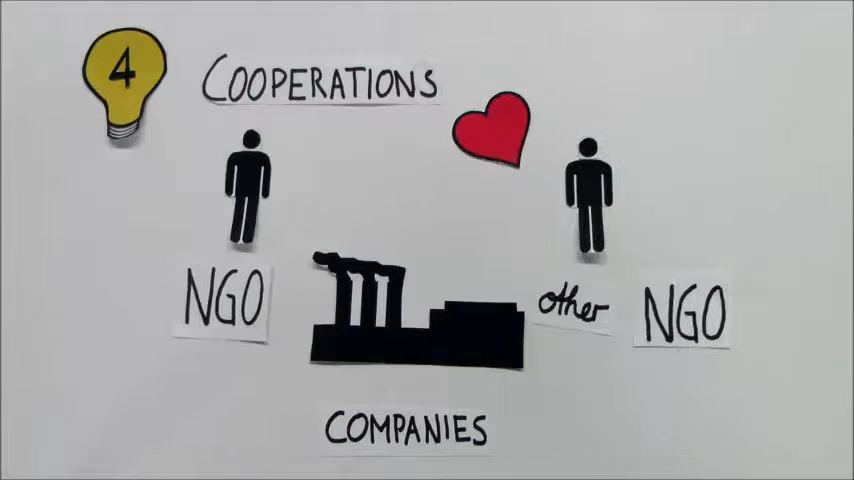 4
COOPERATIONS
NGO
other NGO
COMPANIES